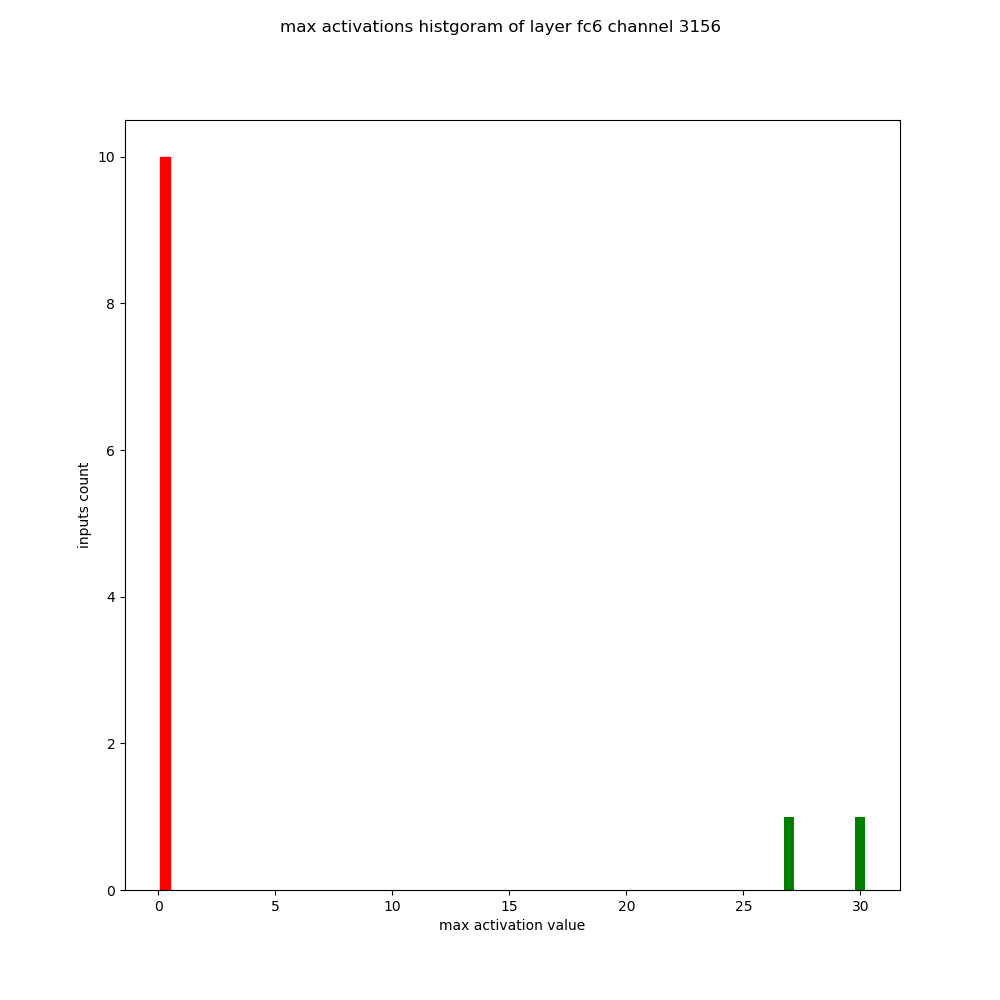 max activations histgoram of layer fc6 channel 3156
10
8
6
4
2
0
inputs count
0 5 10 15 20 25 30
max activation value